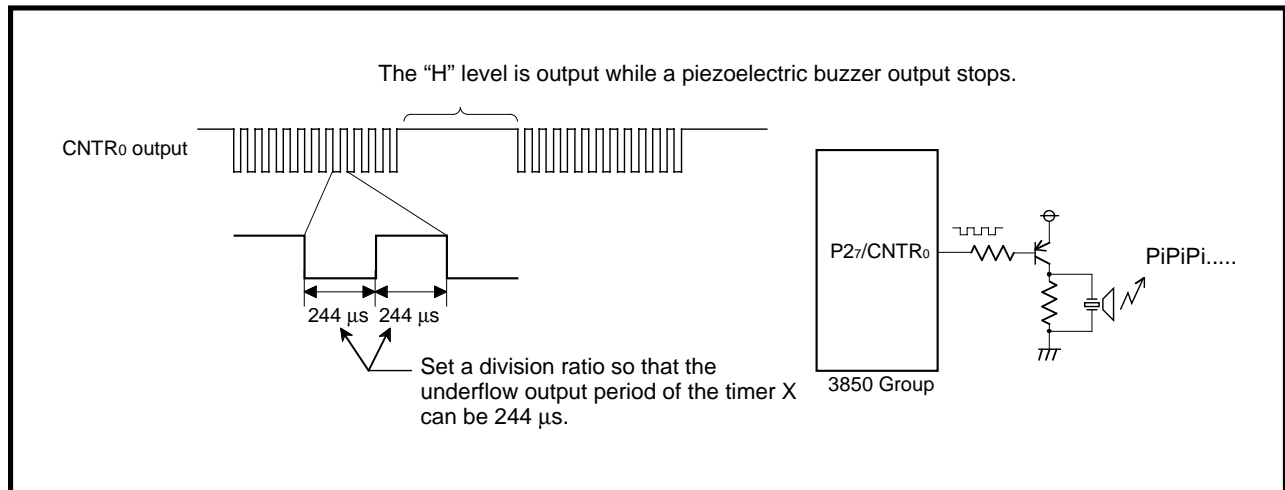 The “H” level is output while a piezoelectric buzzer output stops.
CNTR0 output
244 μs 244 μs
Set a division ratio so that the
underflow output period of the timer X
can be 244 μs.
P27/CNTR0
PiPiPi.....
3850 Group